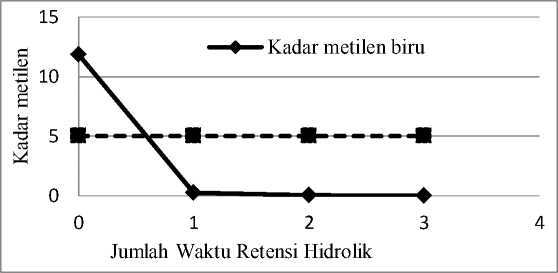 15
Kadar metilen biru
10
Kadar metilen
5
0
0 1 2 3 4
Jumlah Waktu Retensi Hidrolik